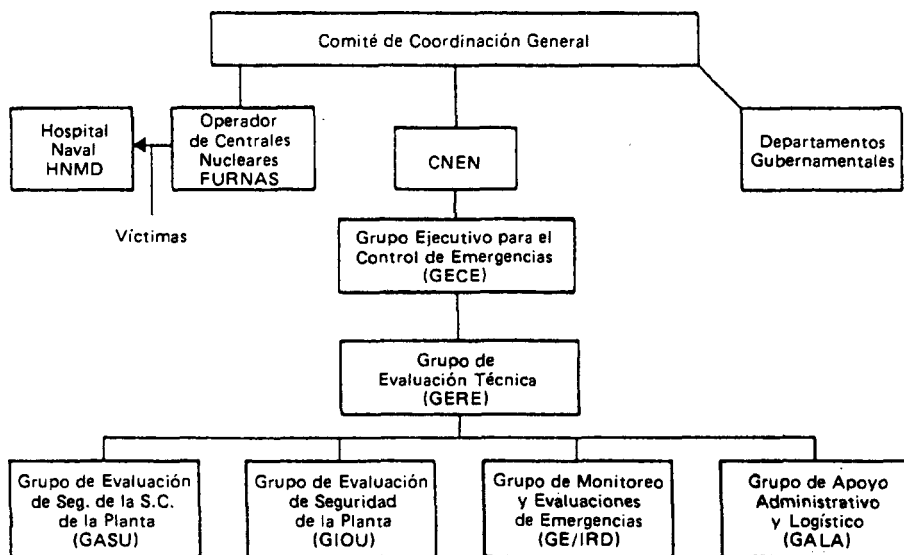 Comité de Coordinación General
Hospital
Naval
HNMD
Operador
de Centrales
Nucleares
FURNAS
CNEN
Departamentos
Gubernamentales
Víctimas
Grupo Ejecutivo para el
Control de Emergencias
(GECE)
Grupo de
Evaluación Técnica
(GERE)
Grupo de Evaluación
de Seg. de la S.C.
de la Planta
(GASU)
Grupo de Evaluación
de Seguridad
de la Planta
(GIOU)
Grupo de Monitoreo
y Evaluaciones
de Emergencias
(GE/IRD)
Grupo de Apoyo
Administrativo
y Logístico
(GALA)